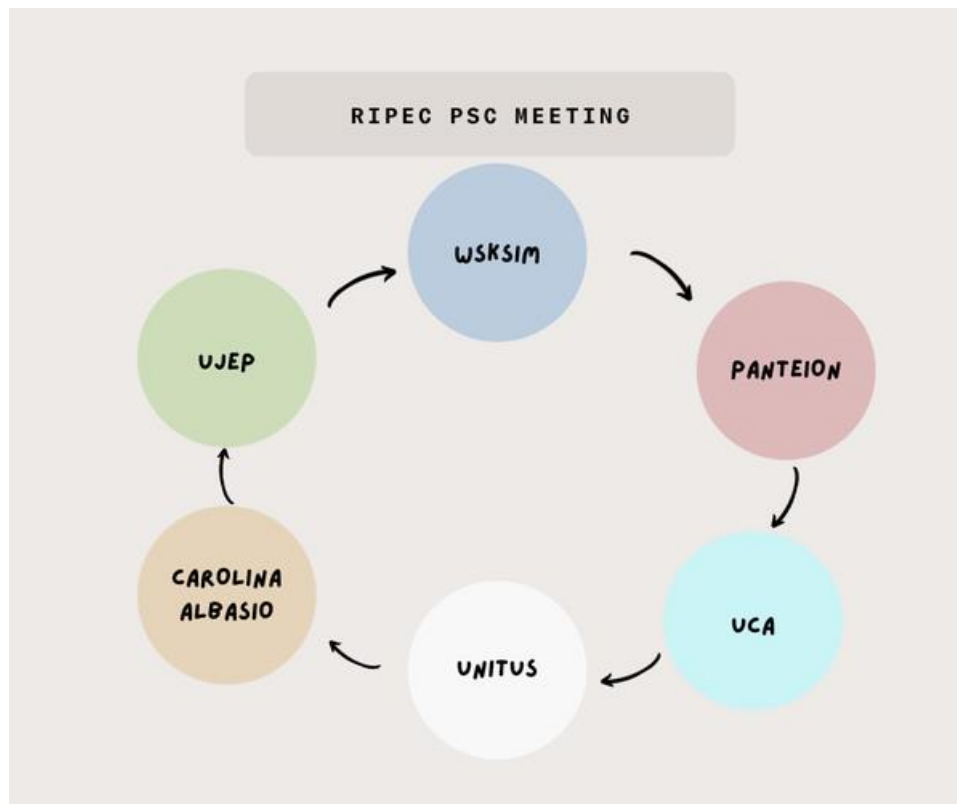 RIPEC PSC MEETING
WSKSIM
PANTEION
UCA
UNITUS
CAROLINA
ALBASIO
UJEP